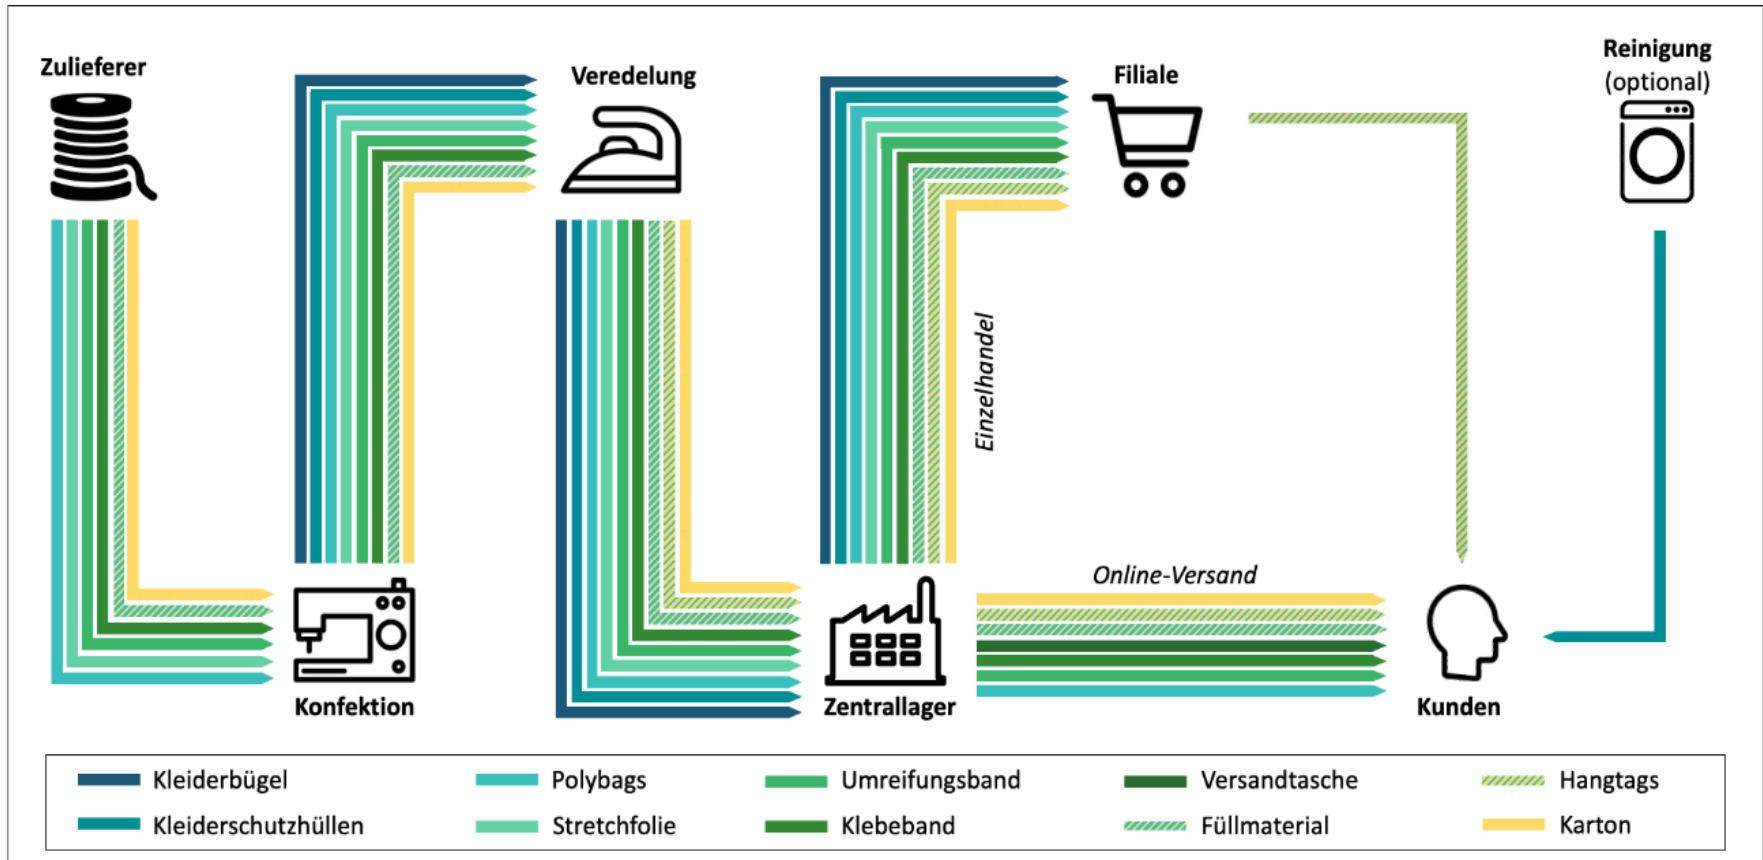 Zulieferer
Veredelung
Filiale
Reinigung
(optional)
Einzelhandel
Online-Versand
Konfektion
Zentrallager
Kunden
Kleiderbügel
Polybags
Umreifungsband
Versandtasche
Hangtags
Kleiderschutzhüllen
Stretchfolie
Klebeband
Füllmaterial
Karton